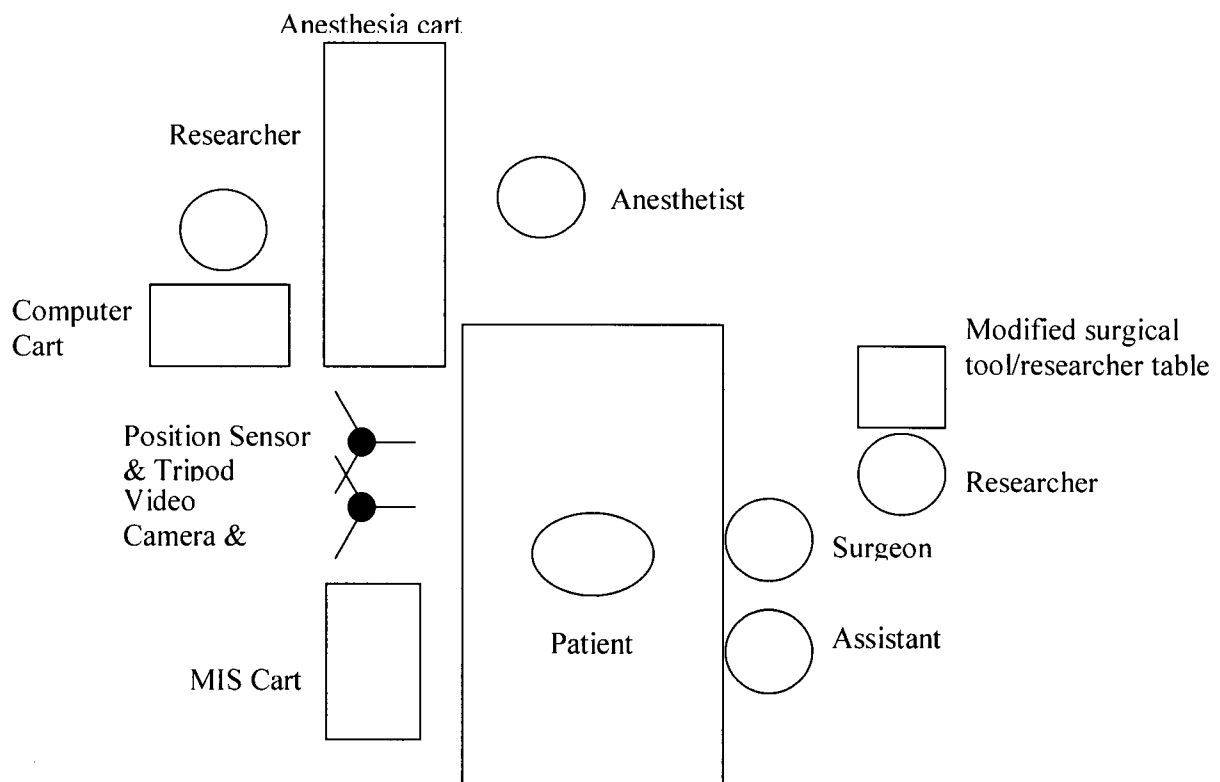 Anesthesia cart
Researcher
Anesthetist
Computer
Cart
Modified surgical
tool/researcher table
Position Sensor
& Tripod
Video
Camera &
Researcher
Surgeon
Assistant
Patient
MIS Cart